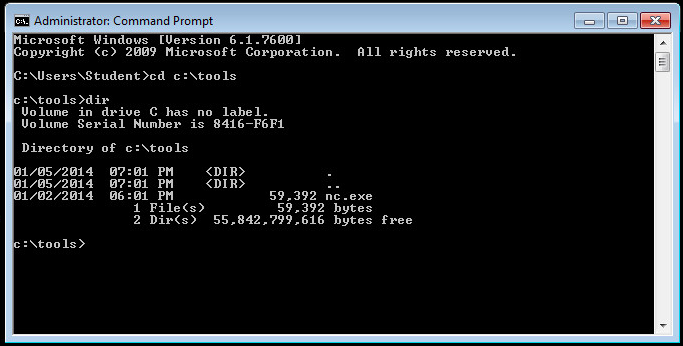 Administrator: Command Prompt
Microsoft Windows [Version 6.1.7600]
Copyright (c) 2009 Microsoft Corporation.  All rights reserved.
C:\Users\Student>cd c:\tools
c:\tools>dir
 Volume in drive C has no label.
 Volume Serial Number is 8416-F6F1
 Directory of c:\tools
01/05/2014  07:01 PM    <DIR>          .
01/05/2014  07:01 PM    <DIR>          ..
01/02/2014  06:01 PM            59,392 nc.exe
               1 File(s)         59,392 bytes
               2 Dir(s)  55,842,799,616 bytes free
c:\tools>